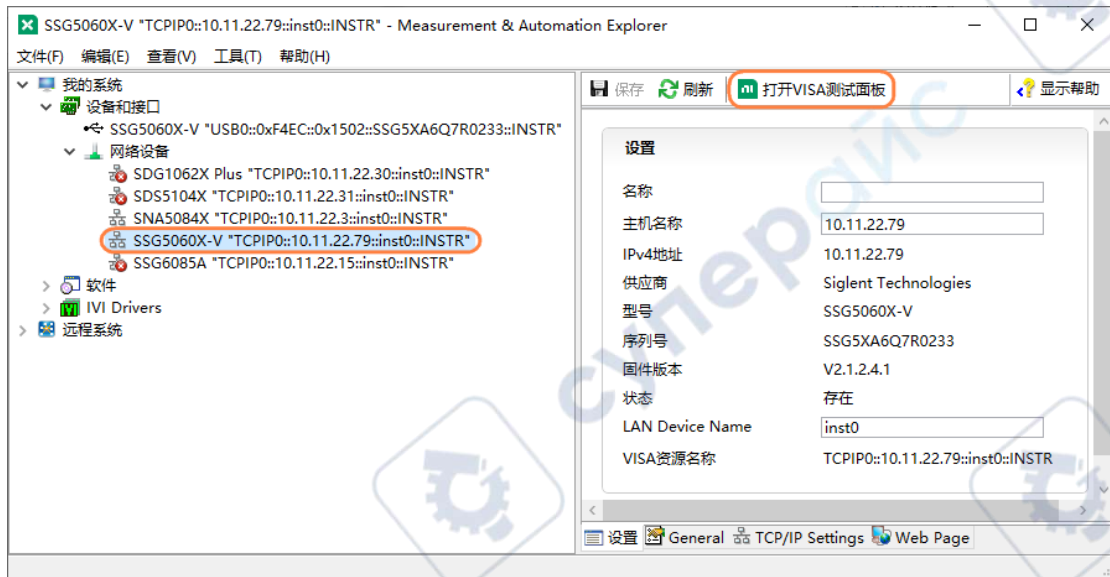 SSG5060X-V "TCPIP0::10.11.22.79::inst0::INSTR" - Measurement & Automation Explorer
文件(F) 编辑(E) 查看(V) 工具(T) 帮助(H)
我的系统
设备和接口
SSG5060X-V "USB0::0xF4EC::0x1502::SSG5XA6Q7R0233::INSTR"
网络设备
SDG1062X Plus "TCPIP0::10.11.22.30::inst0::INSTR"
SDS5104X "TCPIP0::10.11.22.31::inst0::INSTR"
SNA5084X "TCPIP0::10.11.22.3::inst0::INSTR"
SSG5060X-V "TCPIP0::10.11.22.79::inst0::INSTR"
SSG6085A "TCPIP0::10.11.22.15::inst0::INSTR"
软件
IVI Drivers
远程系统
保存 刷新 打开VISA测试面板 显示帮助
设置
名称
主机名称 10.11.22.79
IPv4地址 10.11.22.79
供应商 Siglent Technologies
型号 SSG5060X-V
序列号 SSG5XA6Q7R0233
固件版本 V2.1.2.4.1
状态 存在
LAN Device Name inst0
VISA资源名称 TCPIP0::10.11.22.79::inst0::INSTR
设置 General TCP/IP Settings Web Page
суперайс